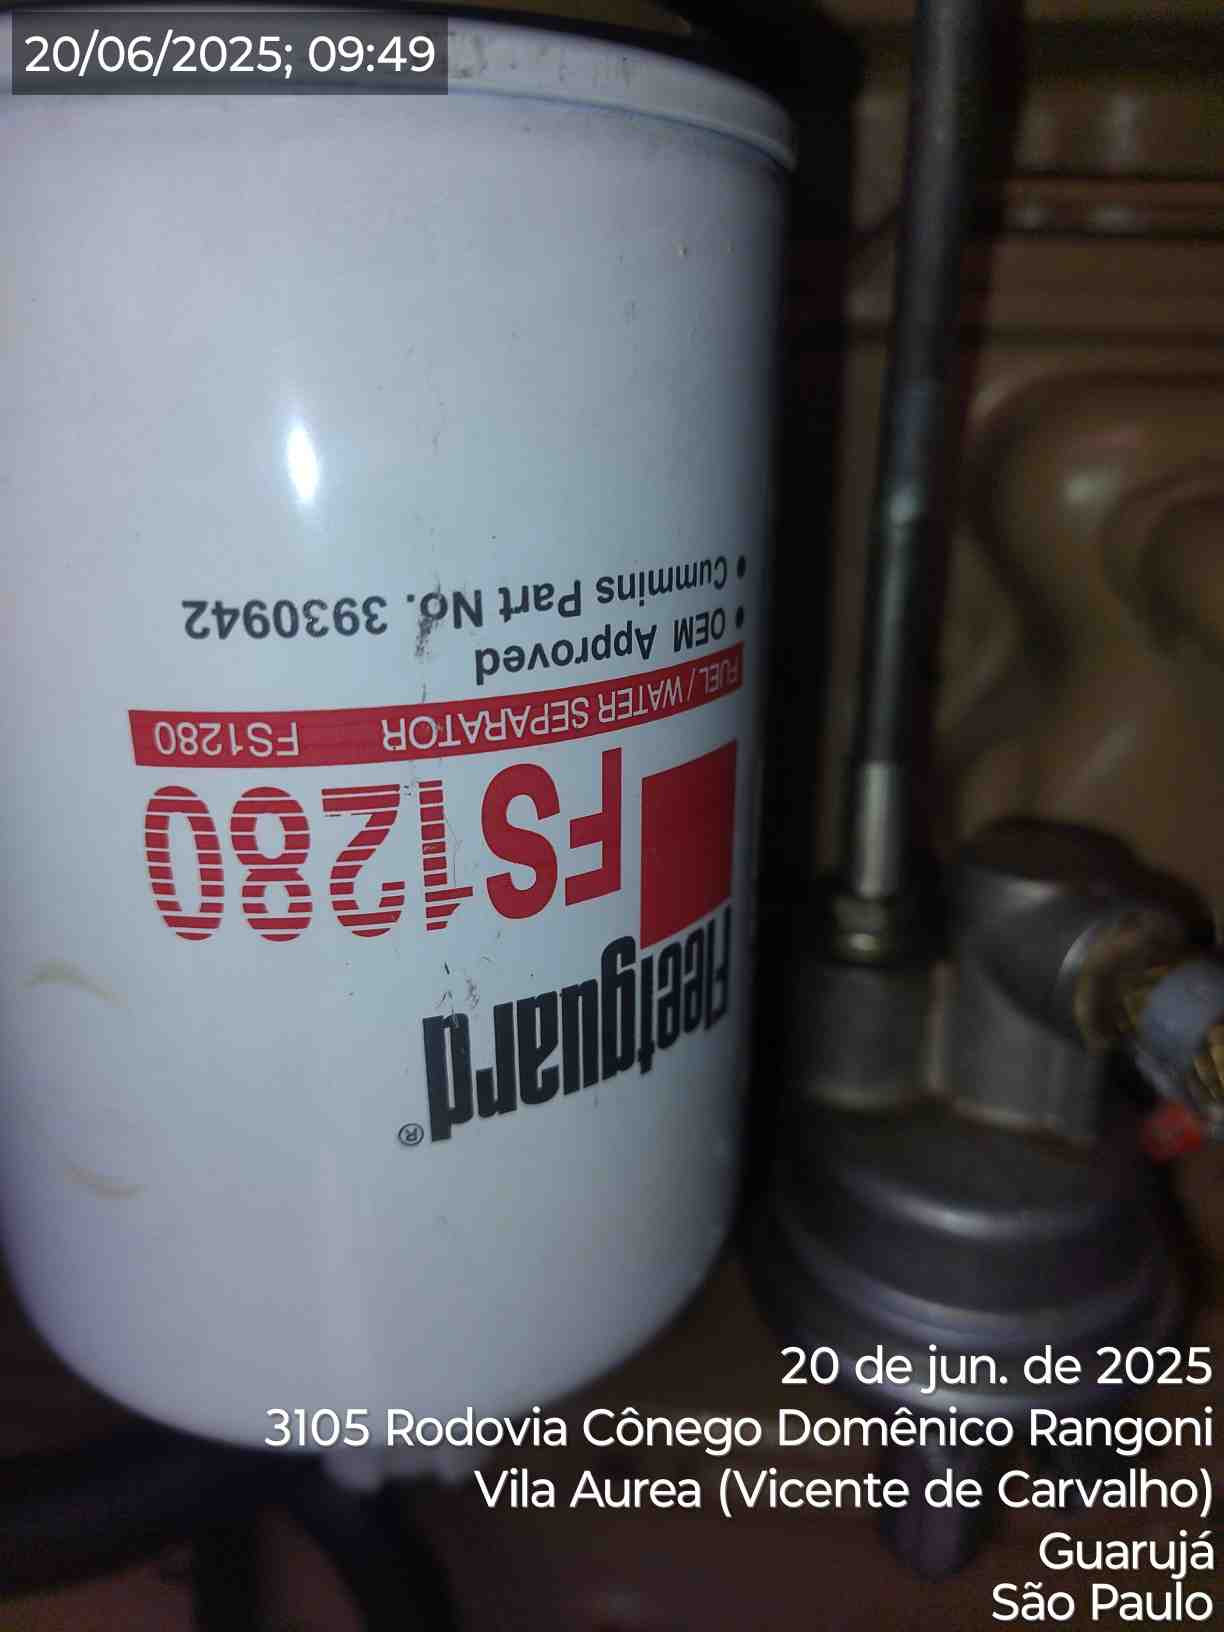 20/06/2025; 09:49
Fleetguard®
FS1280
FUEL / WATER SEPARATOR FS1280
• OEM Approved
• Cummins Part No. 3930942
20 de jun. de 2025
3105 Rodovia Cônego Domênico Rangoni
Vila Aurea (Vicente de Carvalho)
Guarujá
São Paulo